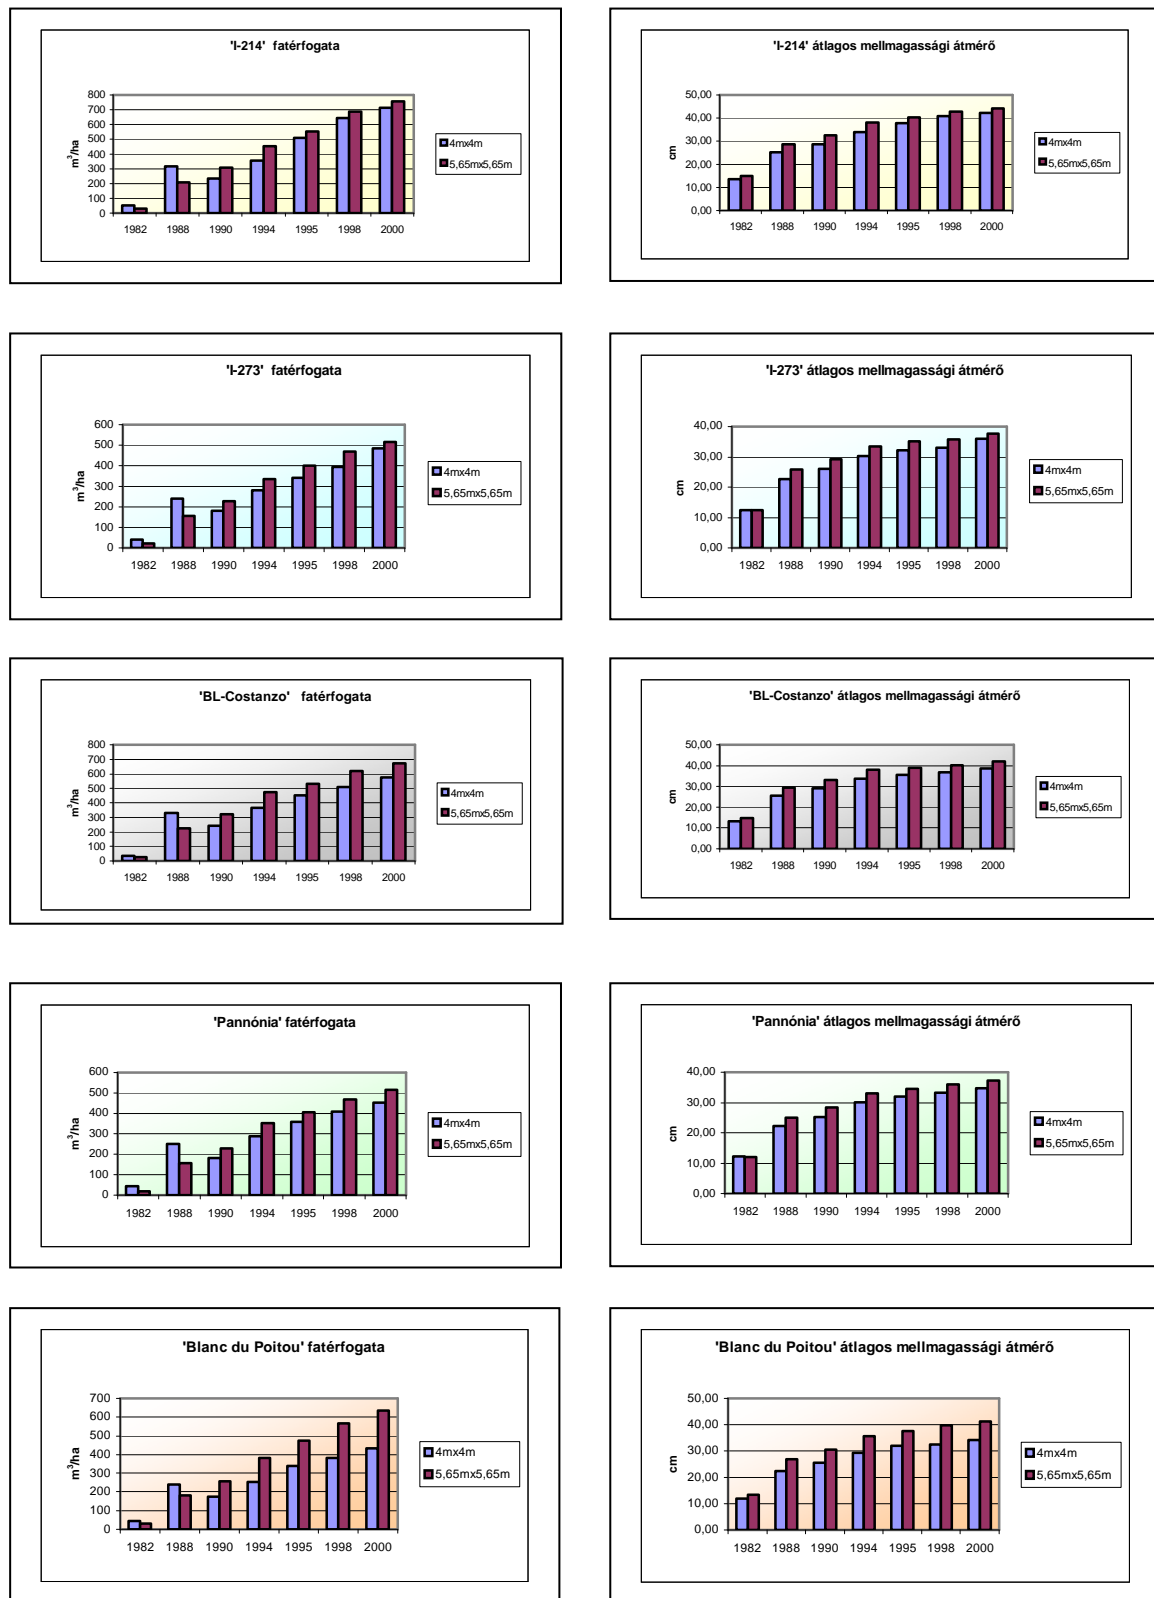 'I-214' fatérfogata
m³/ha
800
700
600
500
400
300
200
100
0
1982 1988 1990 1994 1995 1998 2000
4mx4m
5,65mx5,65m
'I-214' átlagos mellmagassági átmérő
cm
50,00
40,00
30,00
20,00
10,00
0,00
1982 1988 1990 1994 1995 1998 2000
4mx4m
5,65mx5,65m
'I-273' fatérfogata
m³/ha
600
500
400
300
200
100
0
1982 1988 1990 1994 1995 1998 2000
4mx4m
5,65mx5,65m
'I-273' átlagos mellmagassági átmérő
cm
40,00
30,00
20,00
10,00
0,00
1982 1988 1990 1994 1995 1998 2000
4mx4m
5,65mx5,65m
'BL-Costanzo' fatérfogata
m³/ha
800
700
600
500
400
300
200
100
0
1982 1988 1990 1994 1995 1998 2000
4mx4m
5,65mx5,65m
'BL-Costanzo' átlagos mellmagassági átmérő
cm
50,00
40,00
30,00
20,00
10,00
0,00
1982 1988 1990 1994 1995 1998 2000
4mx4m
5,65mx5,65m
'Pannónia' fatérfogata
m³/ha
600
500
400
300
200
100
0
1982 1988 1990 1994 1995 1998 2000
4mx4m
5,65mx5,65m
'Pannónia' átlagos mellmagassági átmérő
cm
40,00
30,00
20,00
10,00
0,00
1982 1988 1990 1994 1995 1998 2000
4mx4m
5,65mx5,65m
'Blanc du Poitou' fatérfogata
m³/ha
700
600
500
400
300
200
100
0
1982 1988 1990 1994 1995 1998 2000
4mx4m
5,65mx5,65m
'Blanc du Poitou' átlagos mellmagassági átmérő
cm
50,00
40,00
30,00
20,00
10,00
0,00
1982 1988 1990 1994 1995 1998 2000
4mx4m
5,65mx5,65m